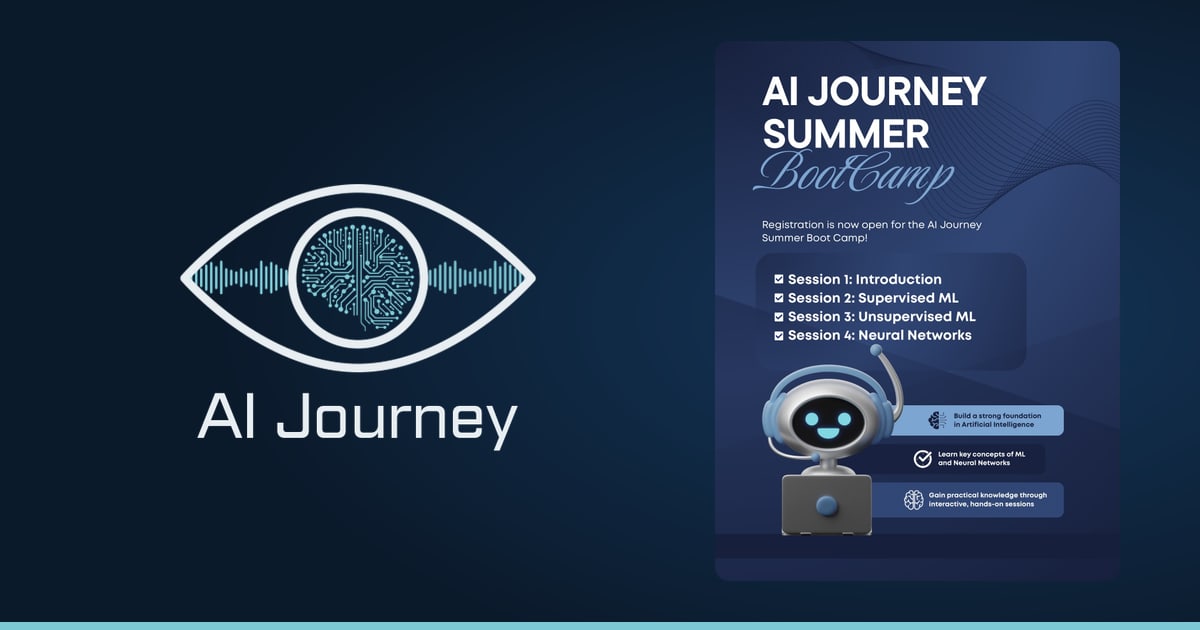 AI Journey
AI JOURNEY
SUMMER
BootCamp
Registration is now open for the AI Journey
Summer Boot Camp!
Session 1: Introduction
Session 2: Supervised ML
Session 3: Unsupervised ML
Session 4: Neural Networks
Build a strong foundation
in Artificial Intelligence
Learn key concepts of ML
and Neural Networks
Gain practical knowledge through
interactive, hands-on sessions